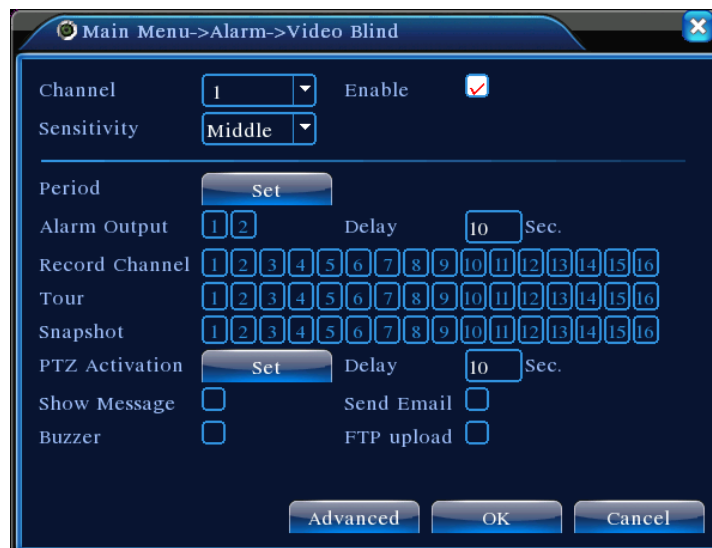 Main Menu->Alarm->Video Blind
Channel 1 Enable
Sensitivity Middle
Period Set
Alarm Output 1 2 Delay 10 Sec.
Record Channel 1 2 3 4 5 6 7 8 9 10 11 12 13 14 15 16
Tour 1 2 3 4 5 6 7 8 9 10 11 12 13 14 15 16
Snapshot 1 2 3 4 5 6 7 8 9 10 11 12 13 14 15 16
PTZ Activation Set Delay 10 Sec.
Show Message Send Email
Buzzer FTP upload
Advanced OK Cancel